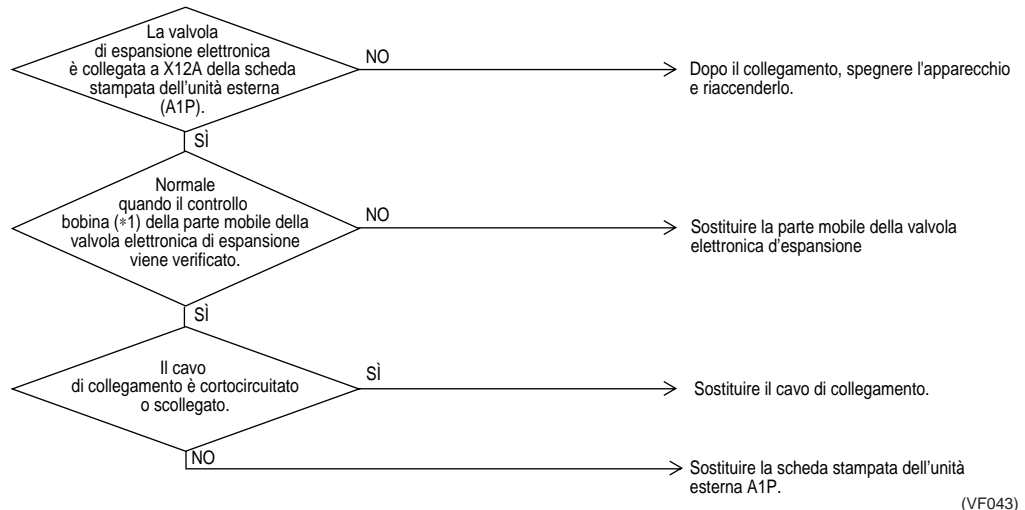 La valvola
di espansione elettronica
è collegata a X12A della scheda
stampata dell'unità esterna
(A1P).
NO
Dopo il collegamento, spegnere l'apparecchio
e riaccenderlo.
SÌ
Normale
quando il controllo
bobina (*1) della parte mobile della
valvola elettronica di espansione
viene verificato.
NO
Sostituire la parte mobile della valvola
elettronica d'espansione
SÌ
Il cavo
di collegamento è cortocircuitato
o scollegato.
SÌ
Sostituire il cavo di collegamento.
NO
Sostituire la scheda stampata dell'unità
esterna A1P.
(VF043)